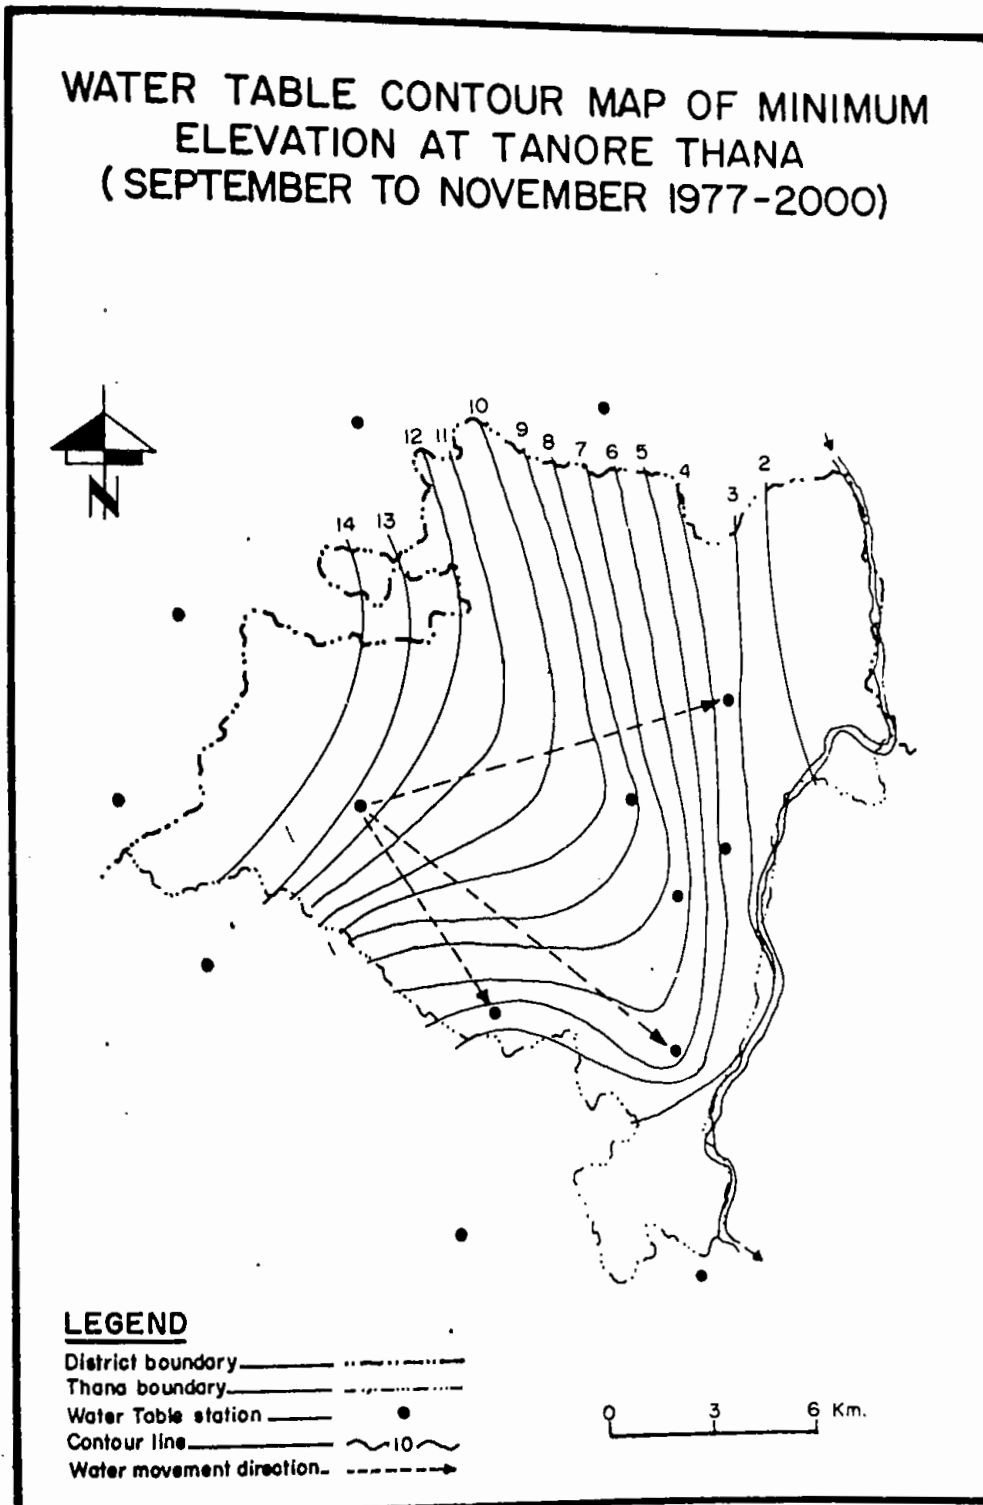 WATER TABLE CONTOUR MAP OF MINIMUM
ELEVATION AT TANORE THANA
(SEPTEMBER TO NOVEMBER 1977-2000)
10
12 11 9 8 7 6 5 4 3 2
14 13
N
LEGEND
District boundary
Thana boundary
Water Table station
Contour line 10
Water movement direction
0 3 6 Km.